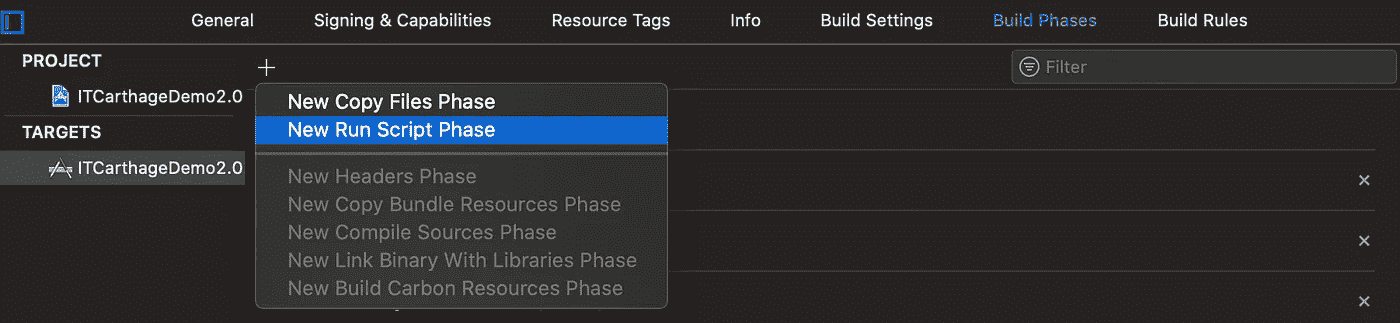 General Signing & Capabilities Resource Tags Info Build Settings Build Phases Build Rules
PROJECT
ITCarthageDemo2.0
TARGETS
ITCarthageDemo2.0
+
Filter
New Copy Files Phase
New Run Script Phase
New Headers Phase
New Copy Bundle Resources Phase
New Compile Sources Phase
New Link Binary With Libraries Phase
New Build Carbon Resources Phase